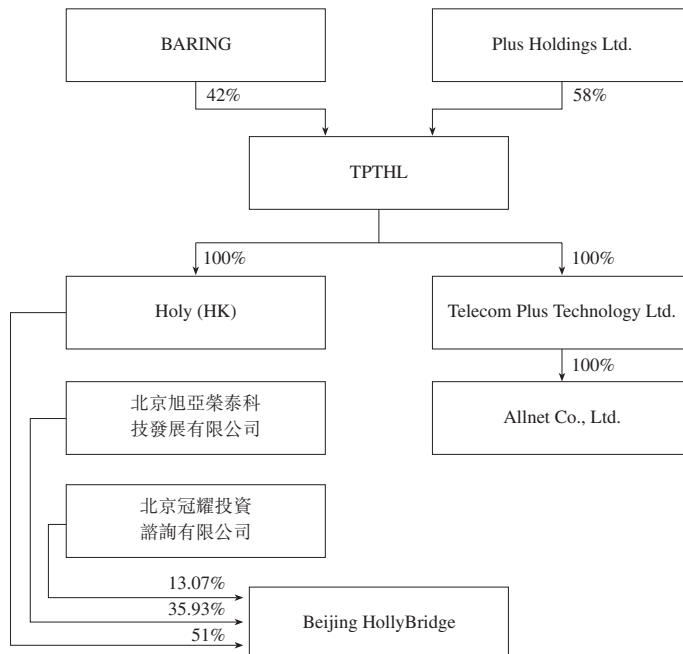 BARING
Plus Holdings Ltd.
42%
58%
TPTHL
100%
100%
Holy (HK)
Telecom Plus Technology Ltd.
100%
北京旭亞榮泰科
技發展有限公司
Allnet Co., Ltd.
北京冠耀投資
諮詢有限公司
13.07%
35.93%
51%
Beijing HollyBridge